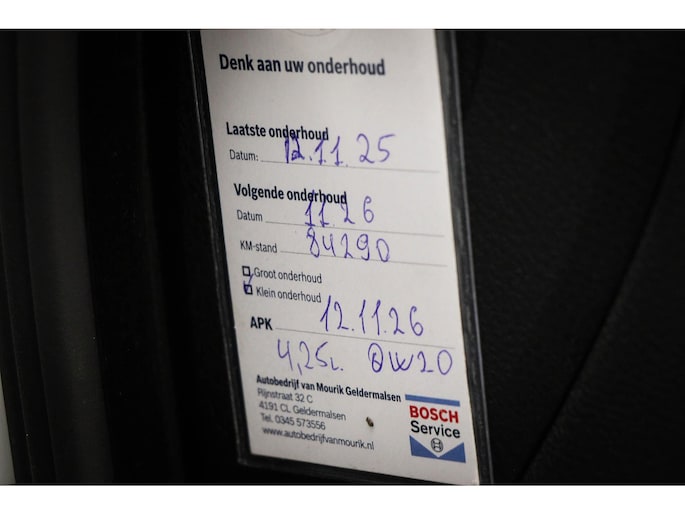 Denk aan uw onderhoud
Laatste onderhoud
Datum: 12.11.25
Volgende onderhoud
Datum 11.26
KM-stand 84290
Groot onderhoud
Klein onderhoud
APK 12.11.26
4,25L. 0W20
Autobedrijf van Mourik Geldermalsen
Rijnstraat 32 C
4191 CL Geldermalsen
Tel. 0345 573556
www.autobedrijfvanmourik.nl
BOSCH
Service